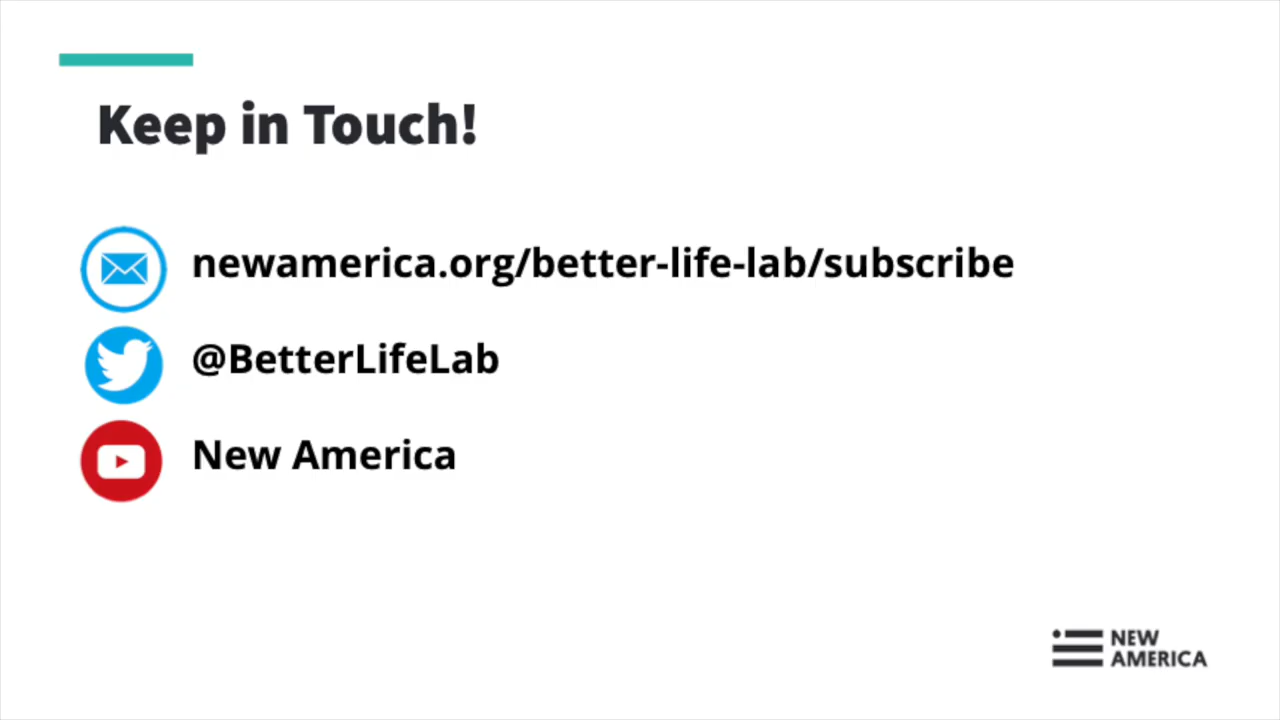 Keep in Touch!
newamerica.org/better-life-lab/subscribe
@BetterLifeLab
New America
NEW
AMERICA